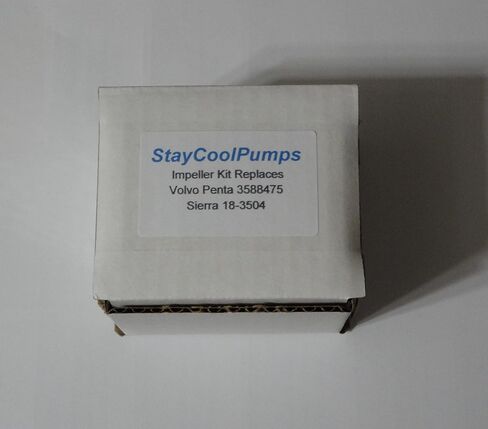 StayCoolPumps
Impeller Kit Replaces
Volvo Penta 3588475
Sierra 18-3504